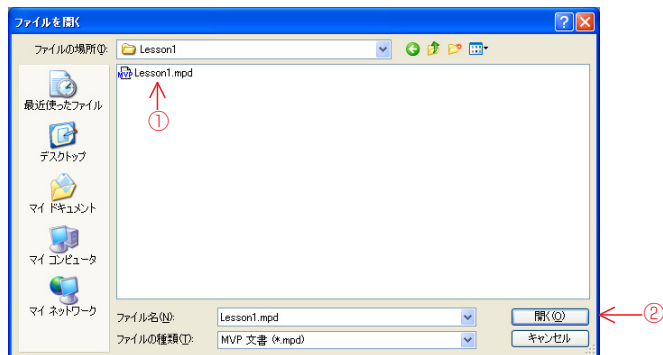 ファイルを開く
ファイルの場所(I):
Lesson1
MVP Lesson1.mpd
①
最近使ったファイル
デスクトップ
マイ ドキュメント
マイ コンピュータ
マイ ネットワーク
ファイル名(N):
Lesson1.mpd
開く(O)
②
ファイルの種類(T):
MVP 文書 (*.mpd)
キャンセル